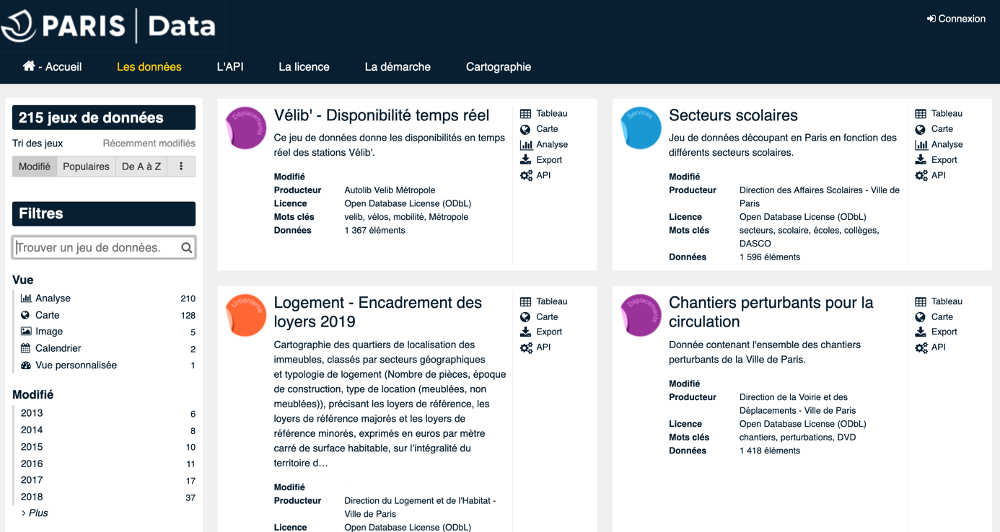 PARIS | Data
Connexion
- Accueil
Les données
L'API
La licence
La démarche
Cartographie
215 jeux de données
Tri des jeux
Récemment modifiés
Modifié
Populaires
De A à Z
Filtres
Trouver un jeu de données.
Vue
Analyse 210
Carte 128
Image 5
Calendrier 2
Vue personnalisée 1
Modifié
2013 6
2014 8
2015 10
2016 11
2017 17
2018 37
> Plus
Déplacements
Vélib' - Disponibilité temps réel
Ce jeu de données donne les disponibilités en temps
réel des stations Vélib'.
Modifié
Producteur Autolib Velib Métropole
Licence Open Database License (ODbL)
Mots clés velib, vélos, mobilité, Métropole
Données 1 367 éléments
Tableau
Carte
Analyse
Export
API
Services
Secteurs scolaires
Jeu de données découpant en Paris en fonction des
différents secteurs scolaires.
Modifié
Producteur Direction des Affaires Scolaires - Ville de
Paris
Licence Open Database License (ODbL)
Mots clés secteurs, scolaire, écoles, collèges,
DASCO
Données 1 596 éléments
Tableau
Carte
Analyse
Export
API
Urbanisme
Logement - Encadrement des
loyers 2019
Cartographie des quartiers de localisation des
immeubles, classés par secteurs géographiques
et typologie de logement (Nombre de pièces, époque
de construction, type de location (meublées, non
meublées)), précisant les loyers de référence, les
loyers de référence majorés et les loyers de
référence minorés, exprimés en euros par mètre
carré de surface habitable, sur l'intégralité du
territoire d…
Modifié
Producteur Direction du Logement et de l'Habitat -
Ville de Paris
Licence Open Database License (ODbL)
Tableau
Carte
Export
API
Déplacements
Chantiers perturbants pour la
circulation
Donnée contenant l'ensemble des chantiers
perturbants de la Ville de Paris.
Modifié
Producteur Direction de la Voirie et des
Déplacements - Ville de Paris
Licence Open Database License (ODbL)
Mots clés chantiers, perturbations, DVD
Données 1 418 éléments
Tableau
Carte
Export
API